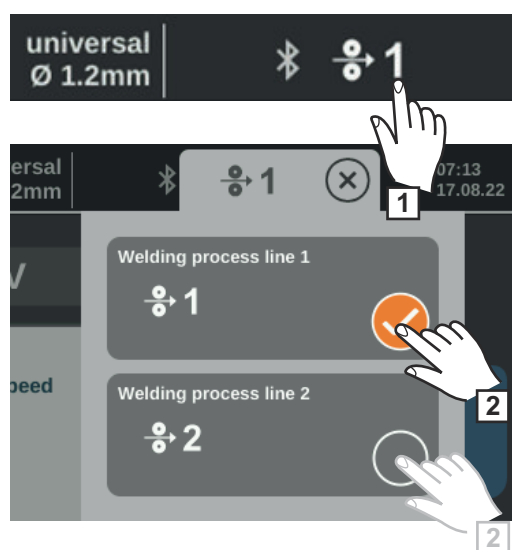 universal
Ø 1.2mm
1
1
ersal
2mm
1
07:13
17.08.22
V
Welding process line 1
1
2
peed
Welding process line 2
2
2